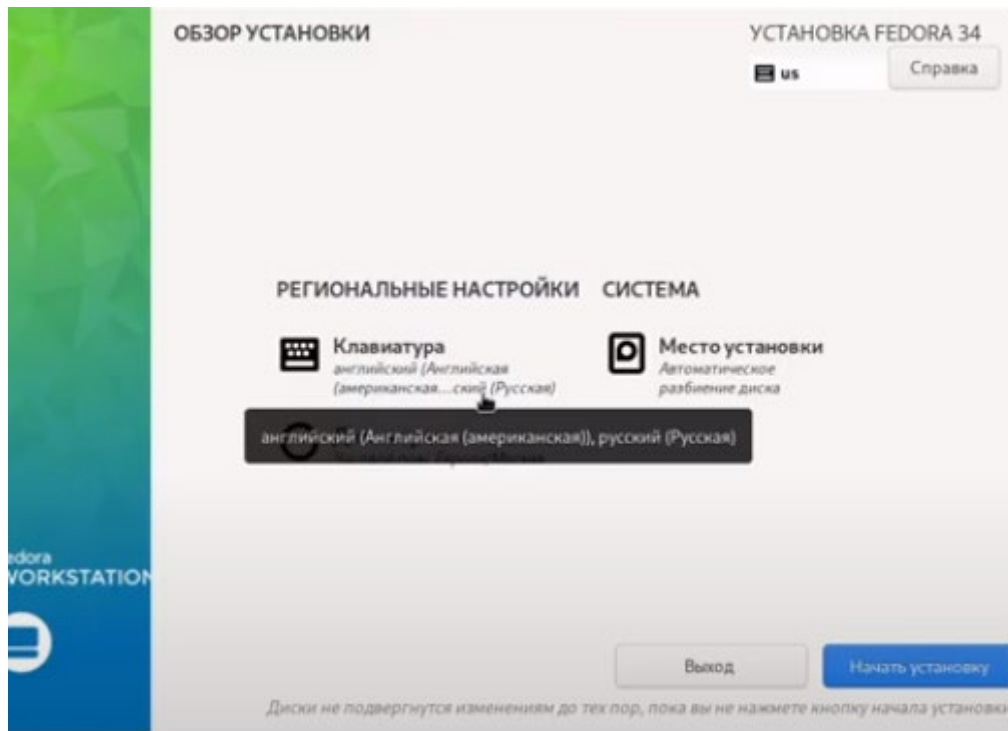 ОБЗОР УСТАНОВКИ
УСТАНОВКА FEDORA 34
us
Справка
РЕГИОНАЛЬНЫЕ НАСТРОЙКИ
СИСТЕМА
Клавиатура
английский (Английская
(американская...ский (Русская)
Место установки
Автоматическое
разбиение диска
английский (Английская (американская)), русский (Русская)
edora
WORKSTATION
Выход
Начать установку
Диски не подвергнутся изменениям до тех пор, пока вы не нажмете кнопку начала установки